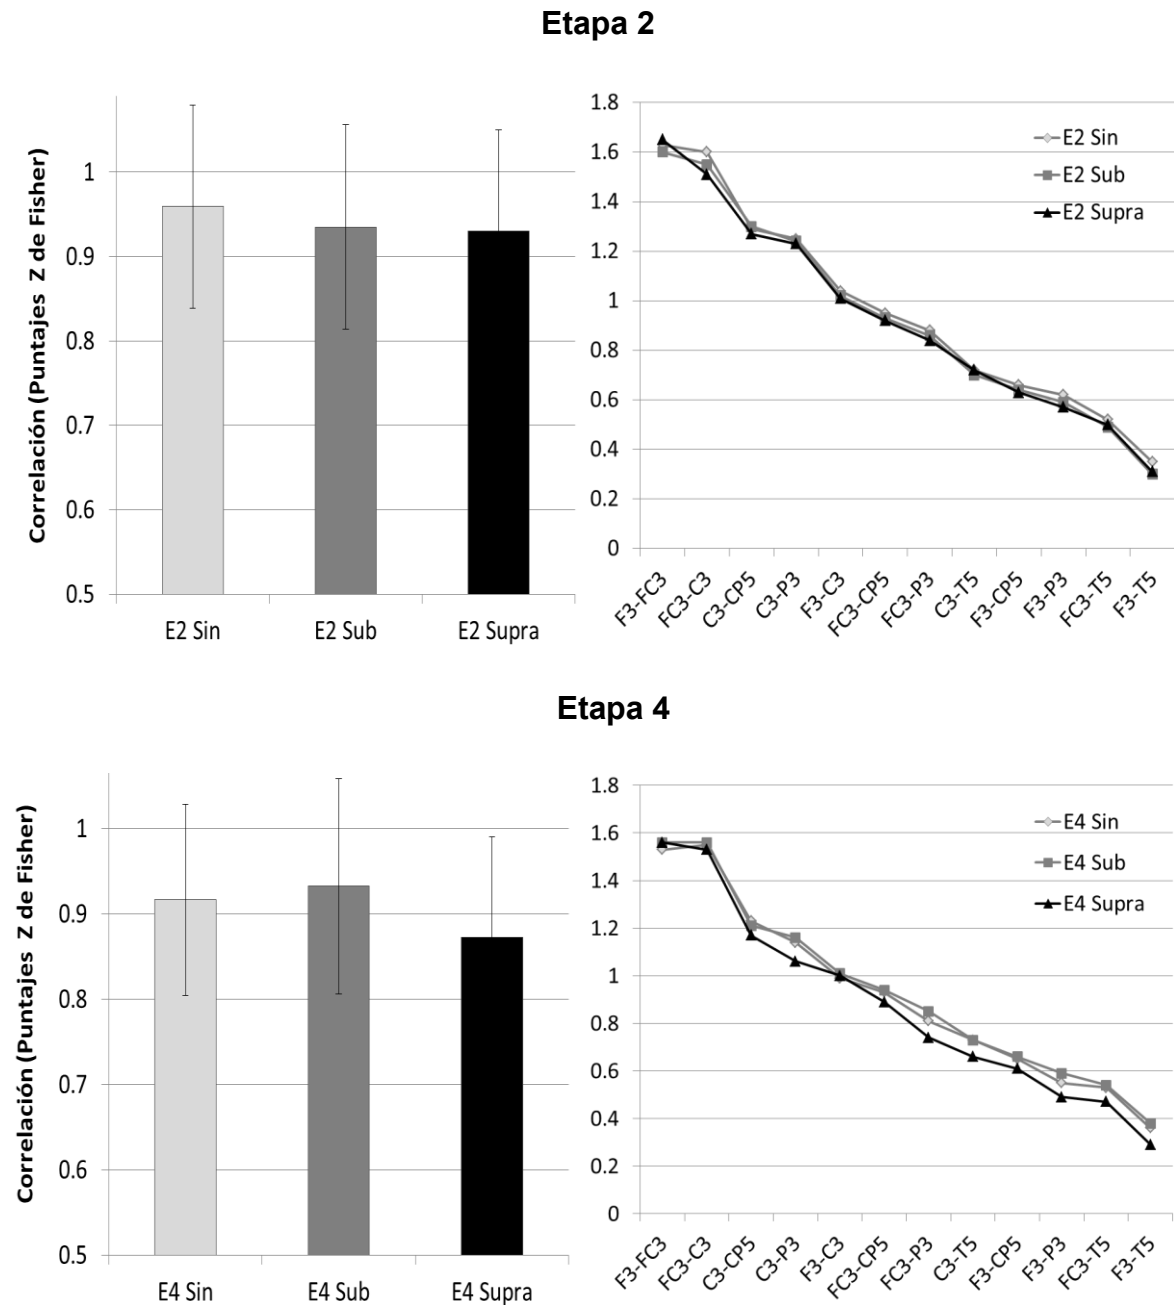 Etapa 2
Correlación (Puntajes Z de Fisher)
1
0.9
0.8
0.7
0.6
0.5
E2 Sin
E2 Sub
E2 Supra
1.8
1.6
1.4
1.2
1
0.8
0.6
0.4
0.2
0
E2 Sin
E2 Sub
E2 Supra
F3-FC3
FC3-C3
C3-CP5
C3-P3
F3-C3
FC3-CP5
FC3-P3
C3-T5
F3-CP5
F3-P3
FC3-T5
F3-T5
Etapa 4
Correlación (Puntajes Z de Fisher)
1
0.9
0.8
0.7
0.6
0.5
E4 Sin
E4 Sub
E4 Supra
1.8
1.6
1.4
1.2
1
0.8
0.6
0.4
0.2
0
E4 Sin
E4 Sub
E4 Supra
F3-FC3
FC3-C3
C3-CP5
C3-P3
F3-C3
FC3-CP5
FC3-P3
C3-T5
F3-CP5
F3-P3
FC3-T5
F3-T5